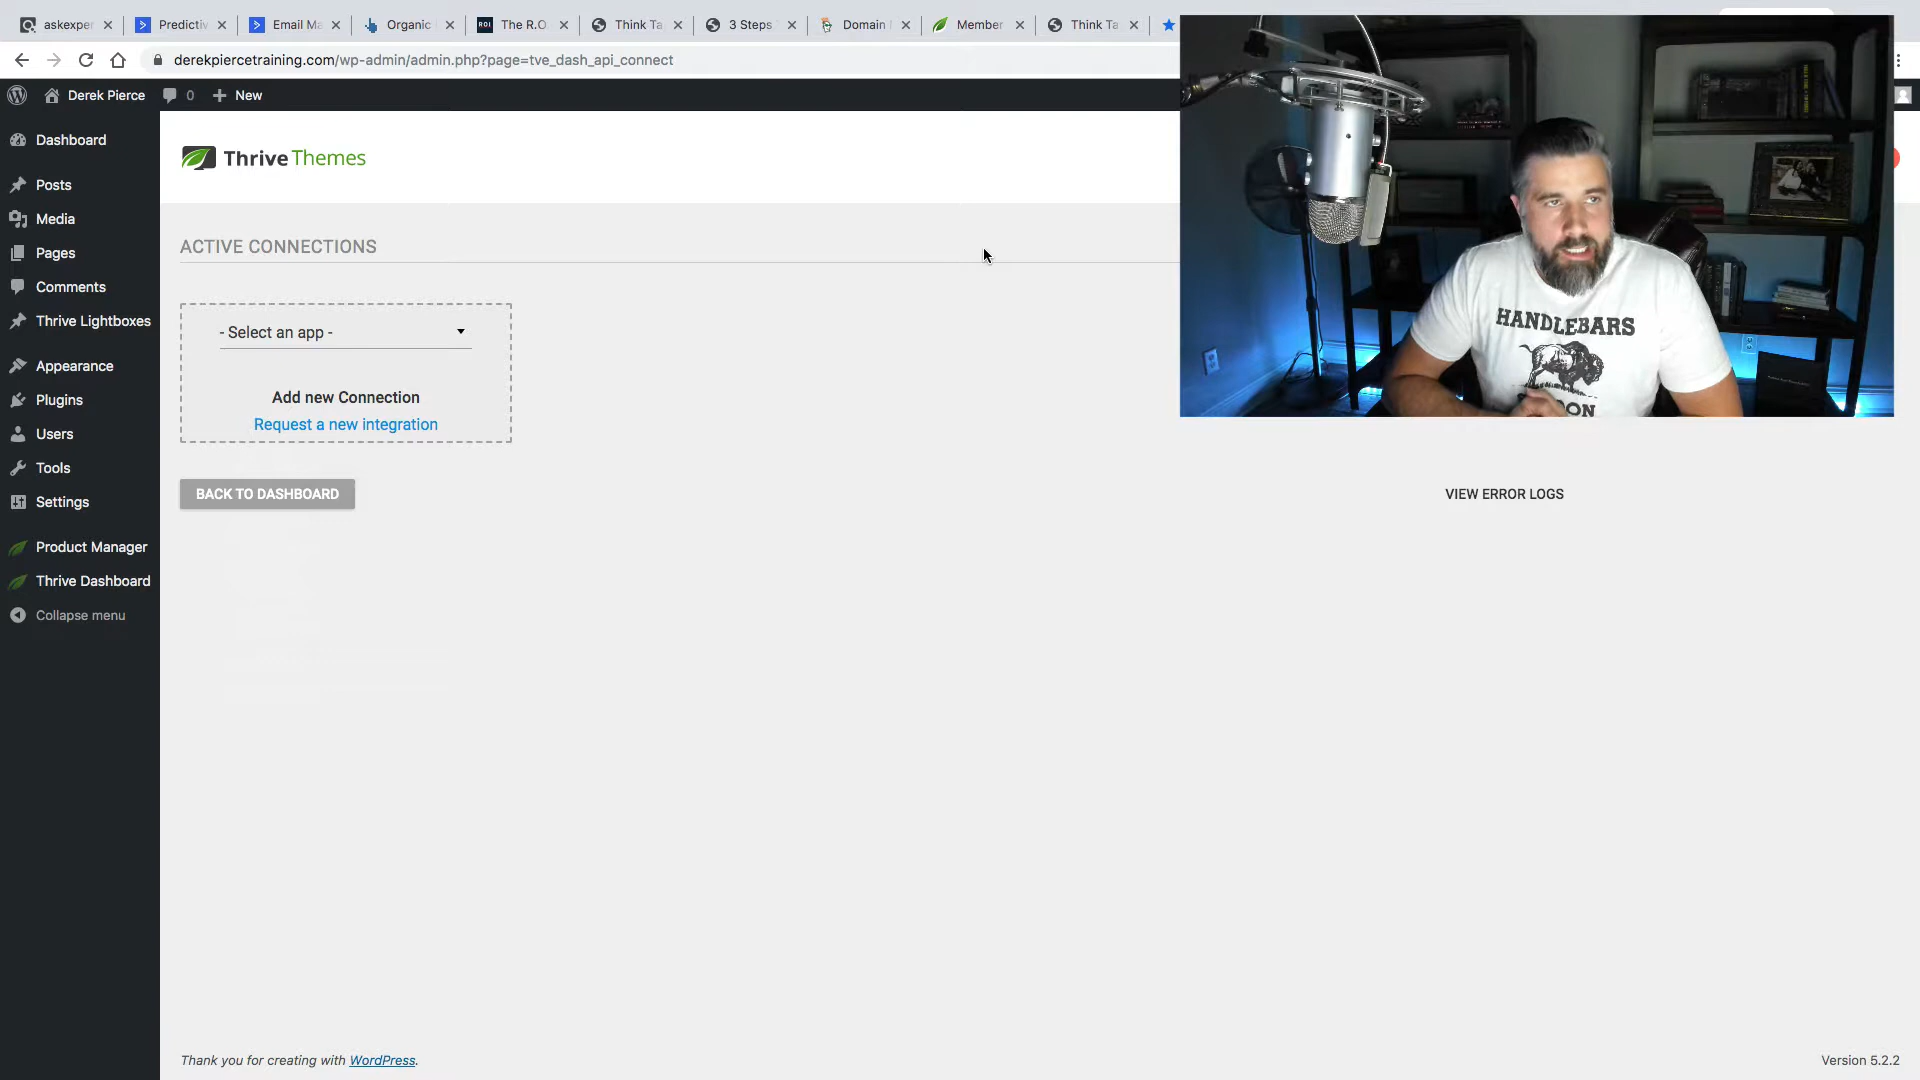 askexper
Predictiv
Email Ma
Organic
ROI
The R.O
Think Ta
3 Steps
Domain
Member
Think Ta
derekpiercetraining.com/wp-admin/admin.php?page=tve_dash_api_connect
Derek Pierce
0
New
Dashboard
Posts
Media
Pages
Comments
Thrive Lightboxes
Appearance
Plugins
Users
Tools
Settings
Product Manager
Thrive Dashboard
Collapse menu
Thrive Themes
ACTIVE CONNECTIONS
- Select an app -
Add new Connection
Request a new integration
BACK TO DASHBOARD
VIEW ERROR LOGS
HANDLEBARS
Thank you for creating with WordPress.
Version 5.2.2